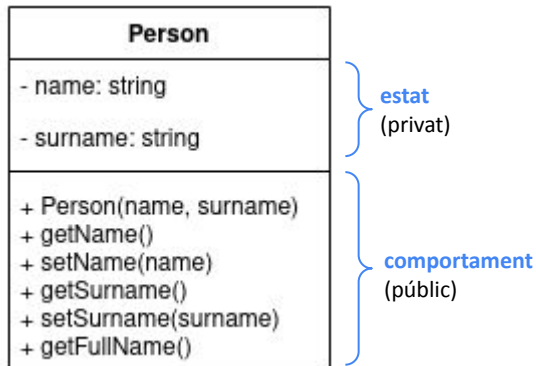 Person
- name: string
- surname: string
estat
(privat)
+ Person(name, surname)
+ getName()
+ setName(name)
+ getSurname()
+ setSurname(surname)
+ getFullName()
comportament
(públic)